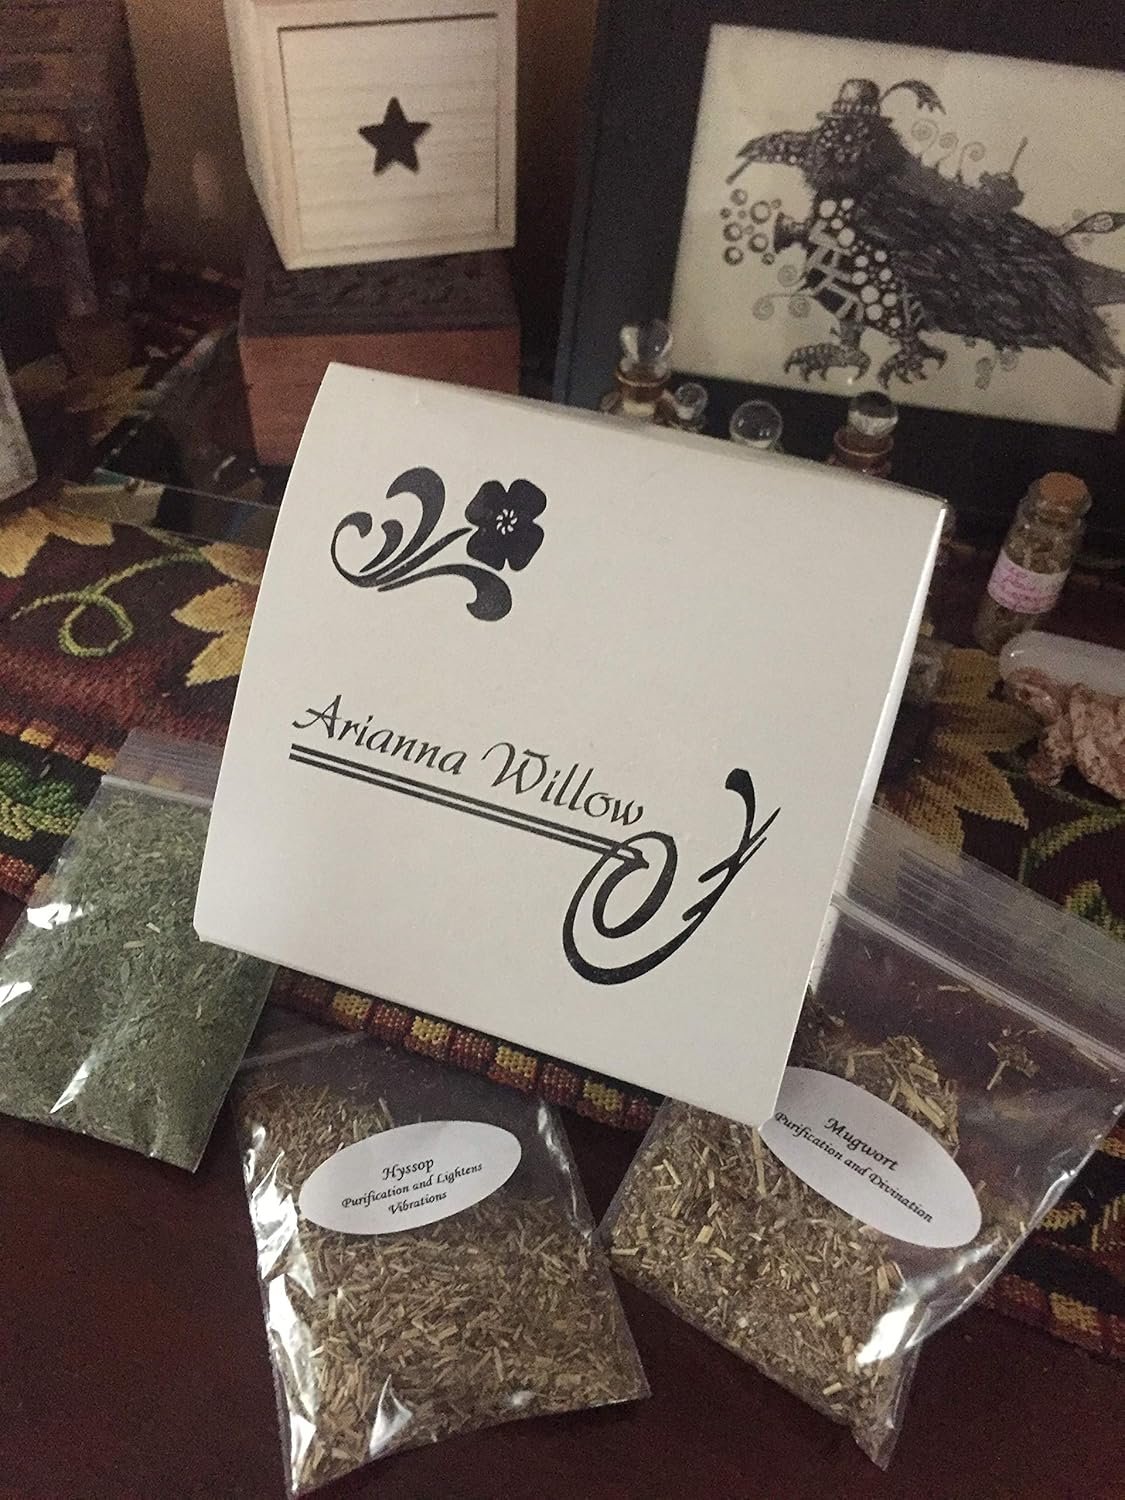 Arianna Willow
Hyssop
Purification and Lightens
Vibrations
Mugwort
Purification and Divination